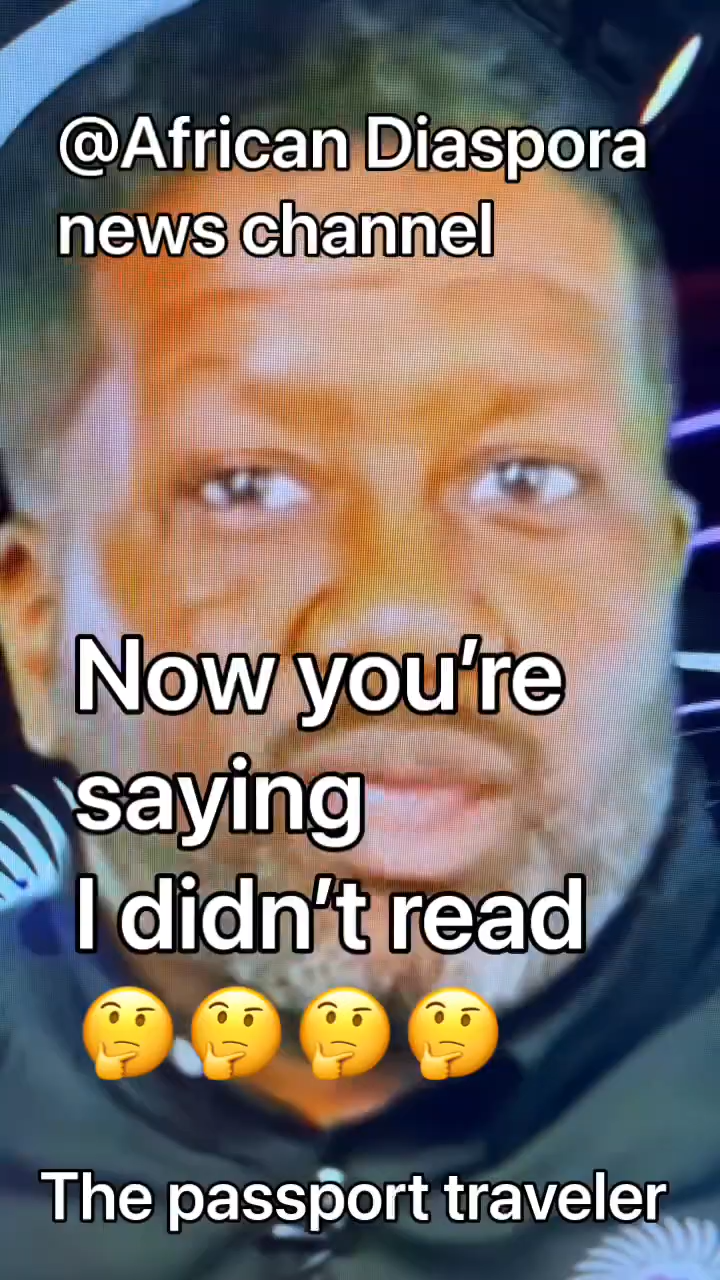 @African Diaspora
news channel
Now you’re
saying
I didn’t read
🤔🤔🤔🤔
The passport traveler